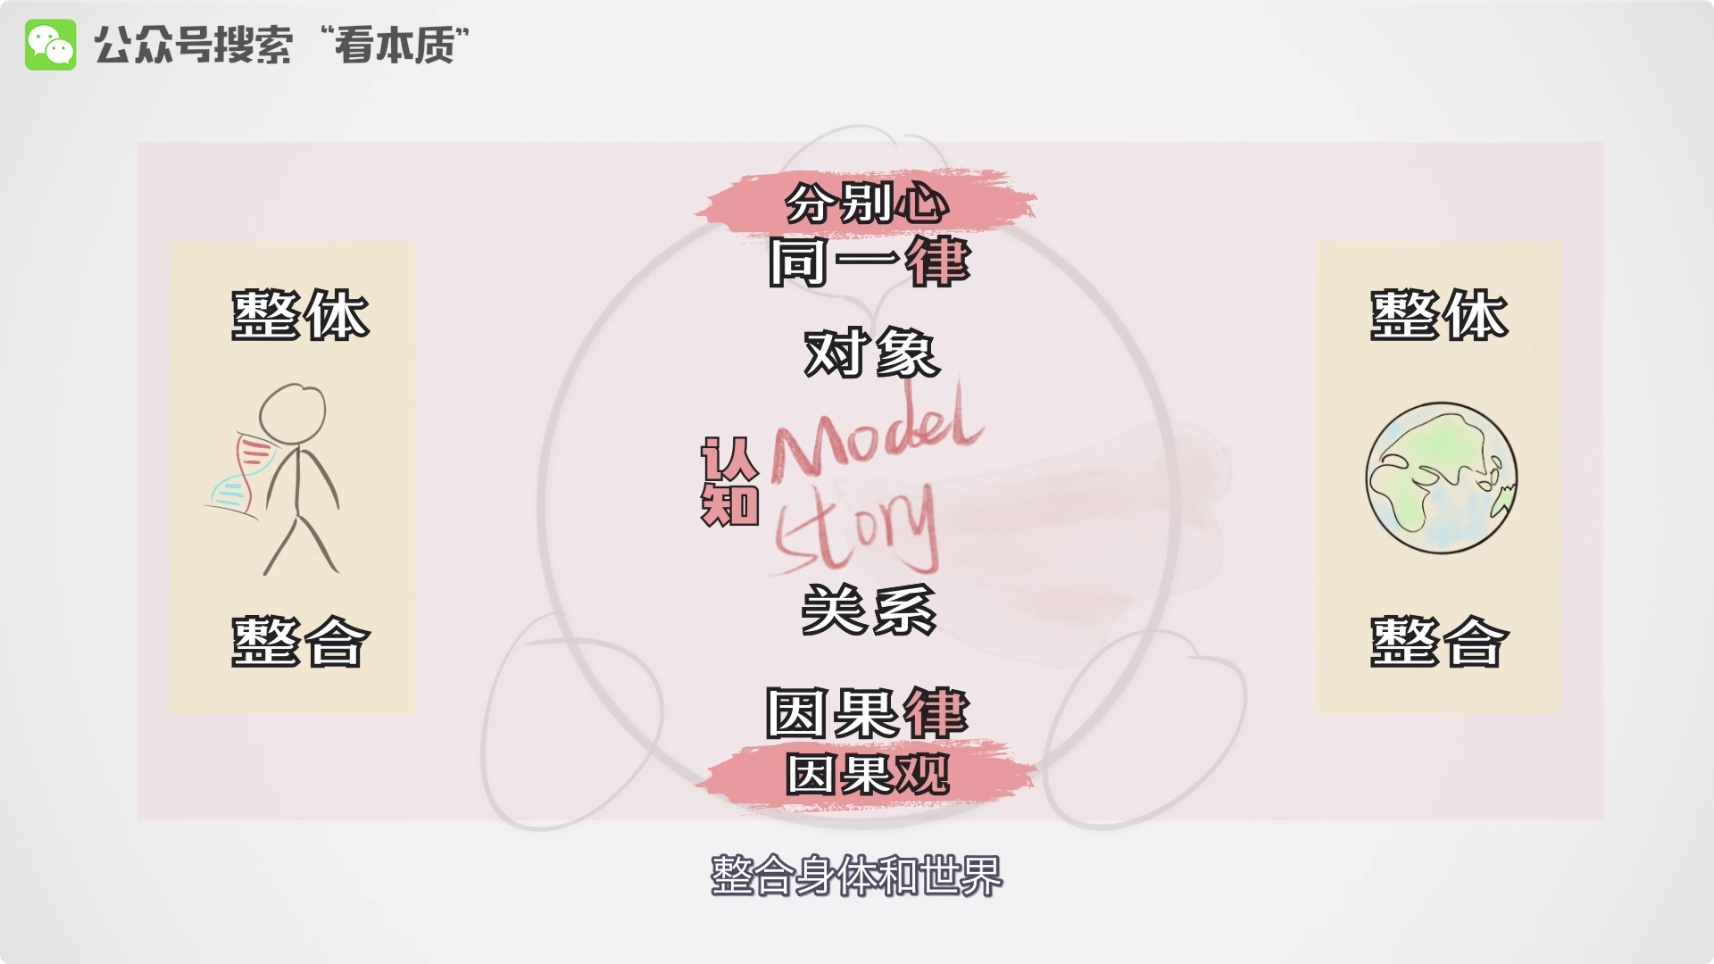 公众号搜索 “看本质”
分别心
同一律
整体
整体
对象
认知
Model
Story
关系
整合
整合
因果律
因果观
整合身体和世界